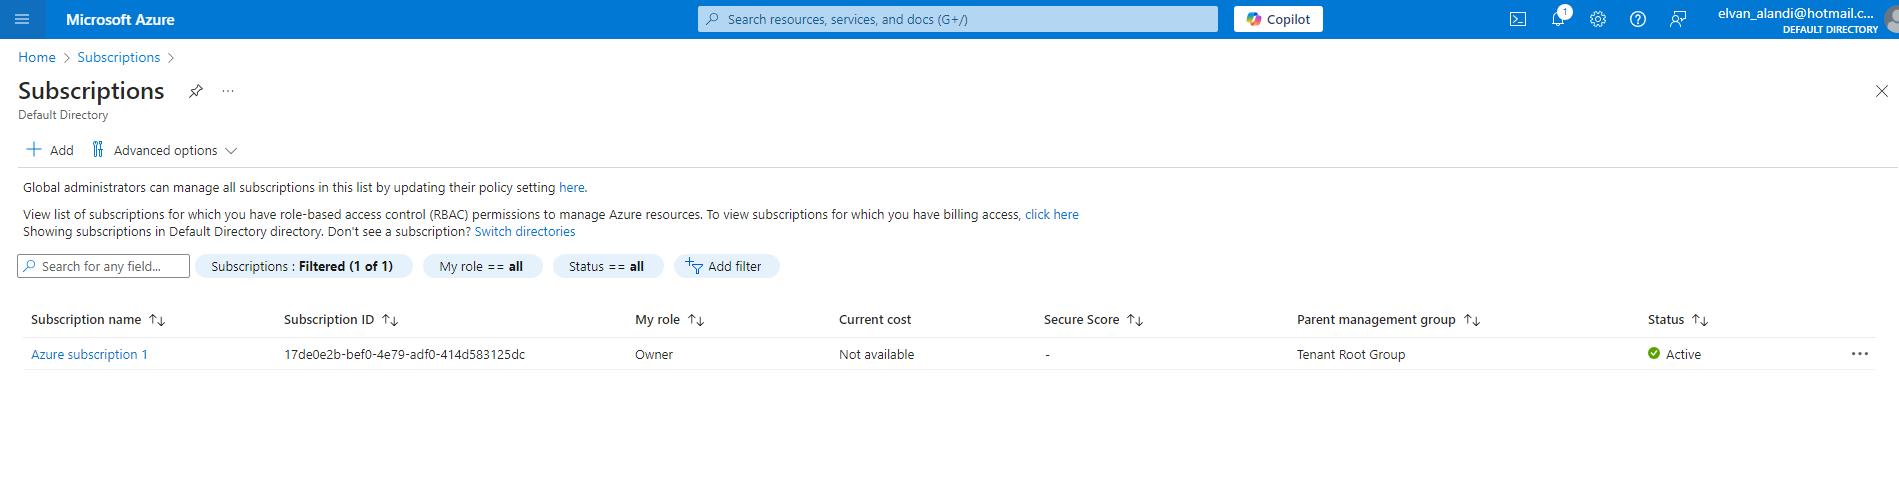 Microsoft Azure
Search resources, services, and docs (G+/)
Copilot
1
elvan_alandi@hotmail.c...
DEFAULT DIRECTORY
Home > Subscriptions >
Subscriptions
...
Default Directory
Add
Advanced options
Global administrators can manage all subscriptions in this list by updating their policy setting here.
View list of subscriptions for which you have role-based access control (RBAC) permissions to manage Azure resources. To view subscriptions for which you have billing access, click here
Showing subscriptions in Default Directory directory. Don't see a subscription? Switch directories
Search for any field...
Subscriptions : Filtered (1 of 1)
My role == all
Status == all
Add filter
Subscription name Subscription ID My role Current cost Secure Score Parent management group Status
Azure subscription 1 17de0e2b-bef0-4e79-adf0-414d583125dc Owner Not available - Tenant Root Group Active ...